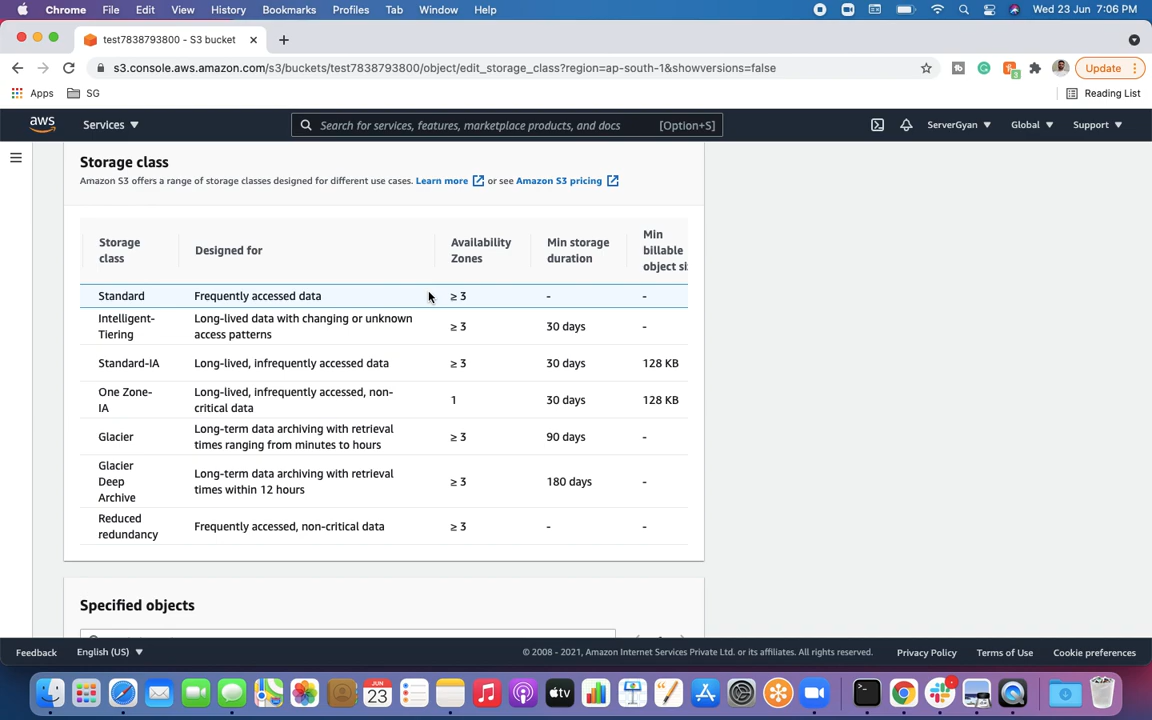 Chrome File Edit View History Bookmarks Profiles Tab Window Help Wed 23 Jun 7:06 PM
test7838793800 - S3 bucket
s3.console.aws.amazon.com/s3/buckets/test7838793800/object/edit_storage_class?region=ap-south-1&showversions=false Update
Apps SG Reading List
aws Services Search for services, features, marketplace products, and docs [Option+S] ServerGyan Global Support
Storage class
Amazon S3 offers a range of storage classes designed for different use cases. Learn more or see Amazon S3 pricing
Storage class Designed for Availability Zones Min storage duration Min billable object si
Standard Frequently accessed data ≥ 3 - -
Intelligent-Tiering Long-lived data with changing or unknown access patterns ≥ 3 30 days -
Standard-IA Long-lived, infrequently accessed data ≥ 3 30 days 128 KB
One Zone-IA Long-lived, infrequently accessed, non-critical data 1 30 days 128 KB
Glacier Long-term data archiving with retrieval times ranging from minutes to hours ≥ 3 90 days -
Glacier Deep Archive Long-term data archiving with retrieval times within 12 hours ≥ 3 180 days -
Reduced redundancy Frequently accessed, non-critical data ≥ 3 - -
Specified objects
Feedback English (US) © 2008 - 2021, Amazon Internet Services Private Ltd. or its affiliates. All rights reserved. Privacy Policy Terms of Use Cookie preferences
JUN
23
tv